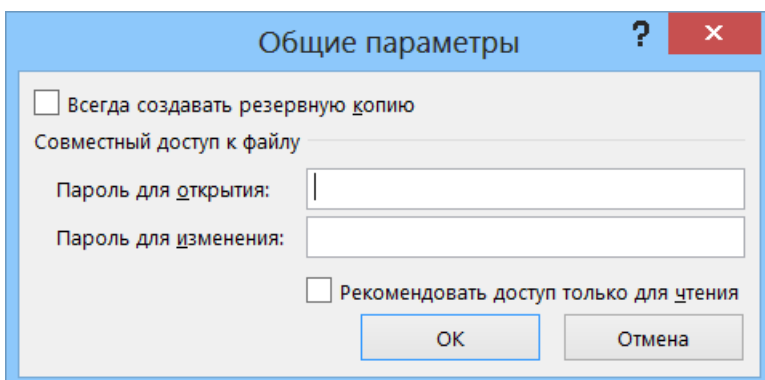 Общие параметры ?
Всегда создавать резервную копию
Совместный доступ к файлу
Пароль для открытия:
Пароль для изменения:
Рекомендовать доступ только для чтения
ОК Отмена